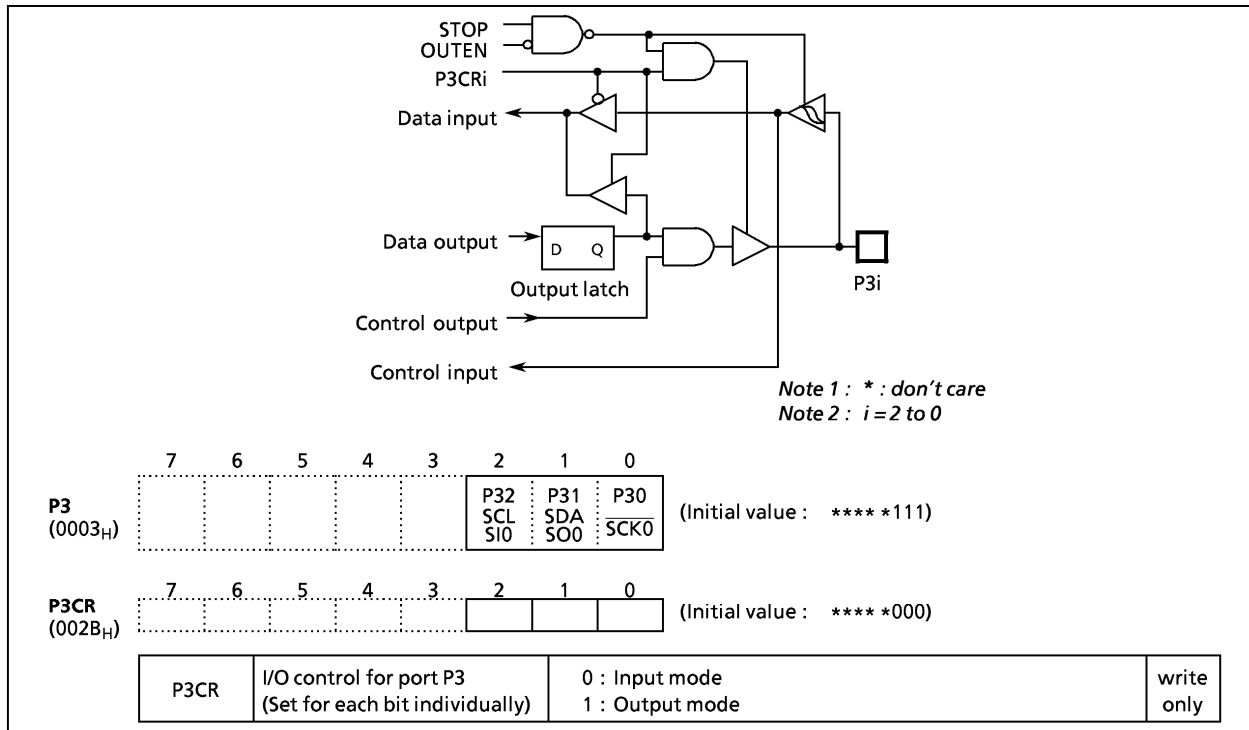 STOP
OUTEN
P3CRi
Data input
Data output
D Q
Output latch
P3i
Control output
Control input
Note 1 : * : don't care
Note 2 : i = 2 to 0
7 6 5 4 3 2 1 0
P3
(0003H)
P32 P31 P30
SCL SDA SCK0
SI0 SO0
(Initial value : **** *111)
7 6 5 4 3 2 1 0
P3CR
(002BH)
(Initial value : **** *000)
P3CR
I/O control for port P3
(Set for each bit individually)
0 : Input mode
1 : Output mode
write
only